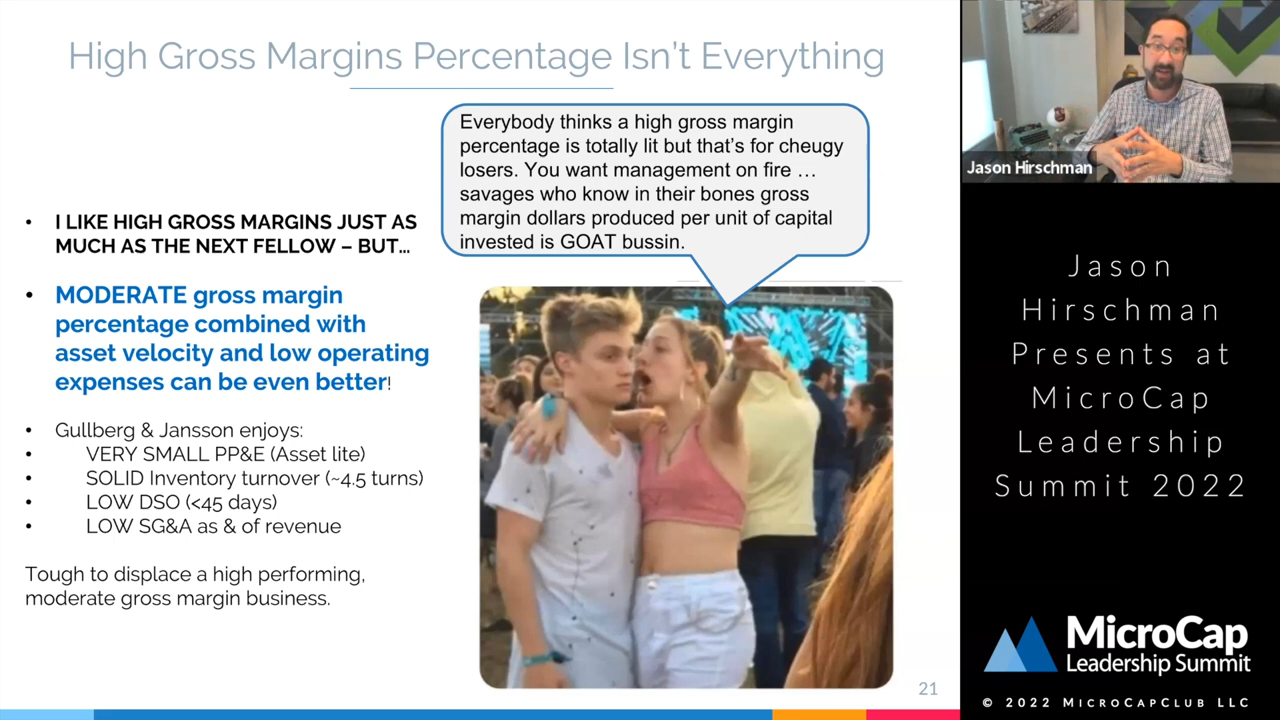 High Gross Margins Percentage Isn't Everything
Everybody thinks a high gross margin
percentage is totally lit but that's for cheugy
losers. You want management on fire …
savages who know in their bones gross
margin dollars produced per unit of capital
invested is GOAT bussin.
• I LIKE HIGH GROSS MARGINS JUST AS
MUCH AS THE NEXT FELLOW – BUT…
• MODERATE gross margin
percentage combined with
asset velocity and low operating
expenses can be even better!
• Gullberg & Jansson enjoys:
• VERY SMALL PP&E (Asset lite)
• SOLID Inventory turnover (~4.5 turns)
• LOW DSO (<45 days)
• LOW SG&A as & of revenue
Tough to displace a high performing,
moderate gross margin business.
21
Jason Hirschman
Jason
Hirschman
Presents at
MicroCap
Leadership
Summit 2022
MicroCap
Leadership Summit
© 2022 MICROCAPCLUB LLC